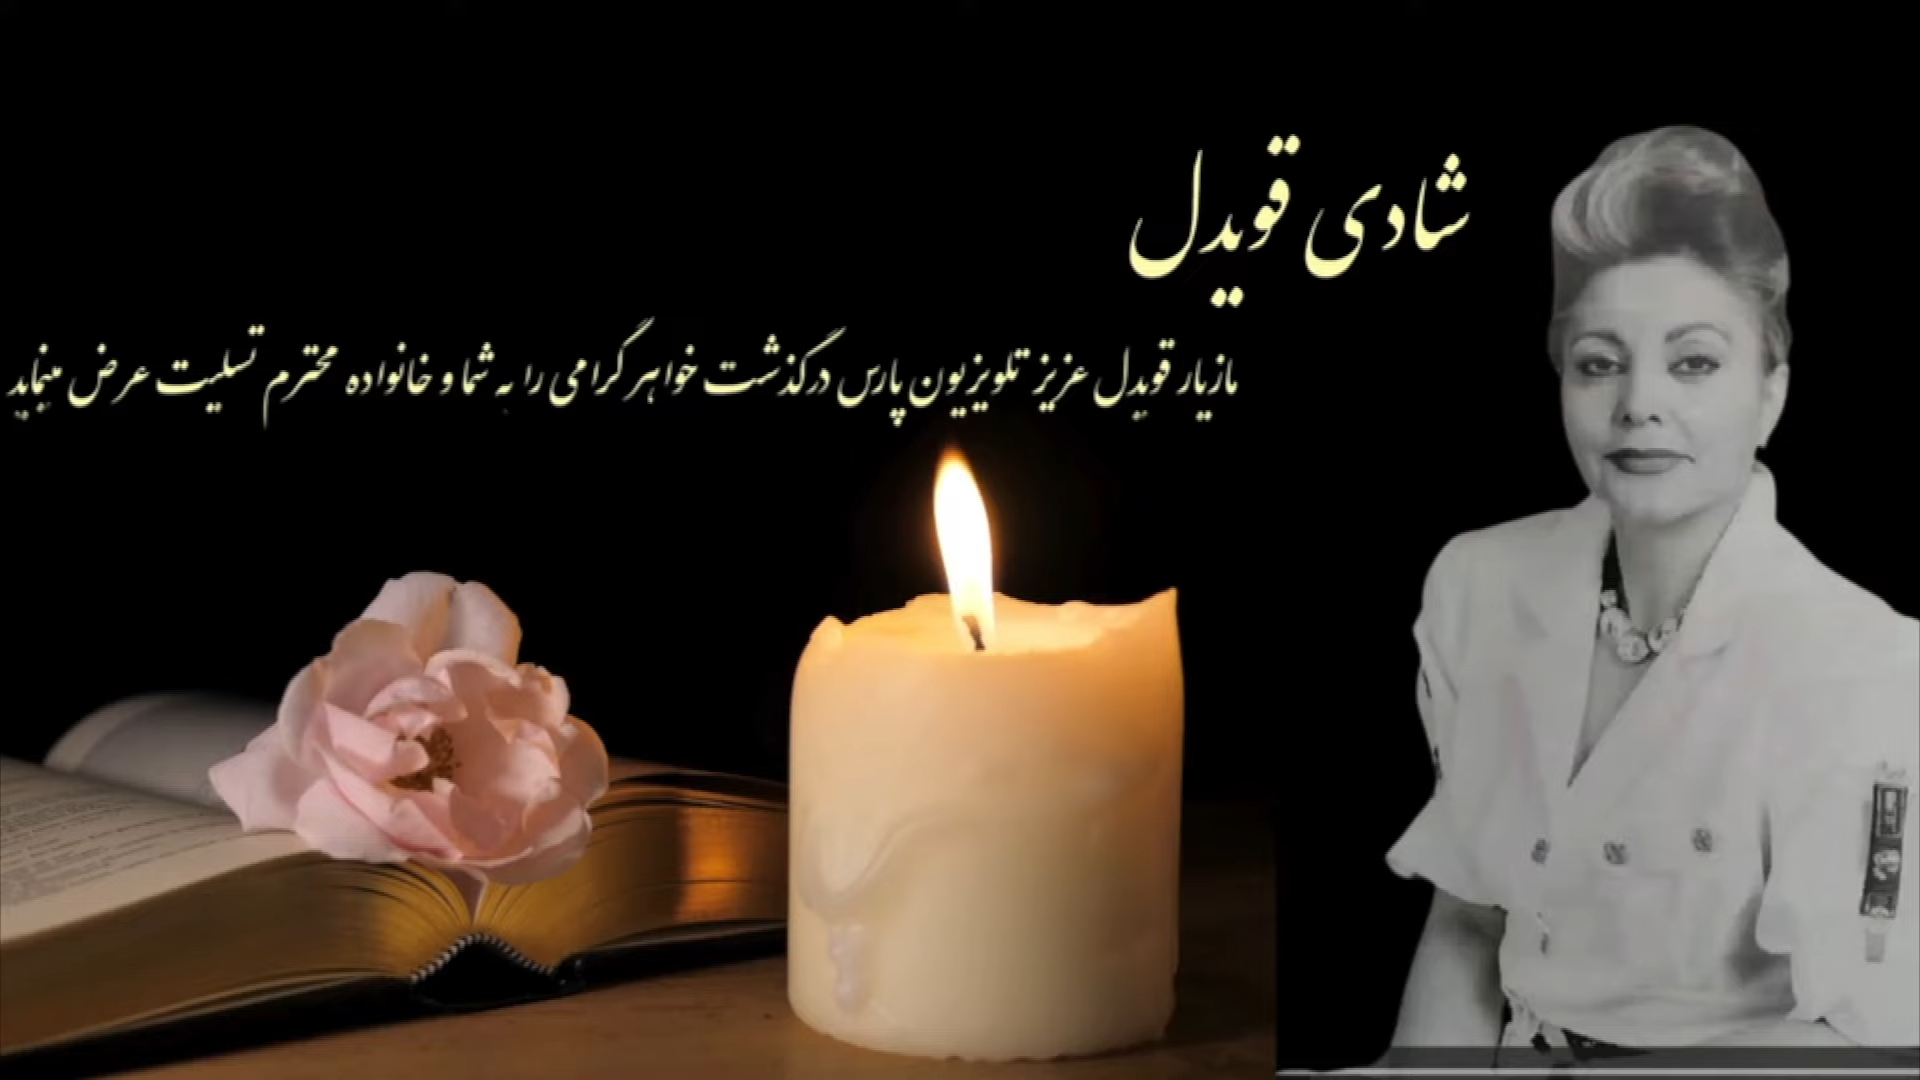 شادی قویدل
مازیار قویدل عزیز تلویزیون پارس درگذشت خواهر گرامی را به شما و خانواده محترم تسلیت عرض مینماید